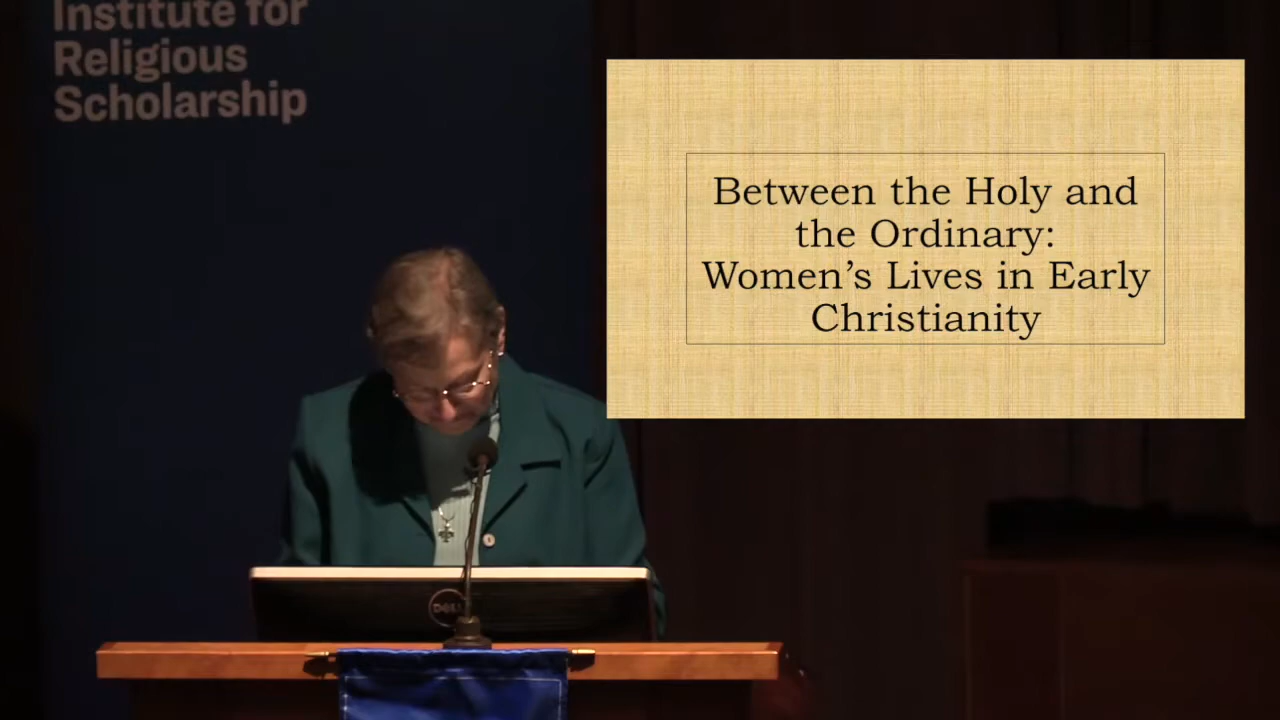 Institute for
Religious
Scholarship
Between the Holy and
the Ordinary:
Women's Lives in Early
Christianity
DELL